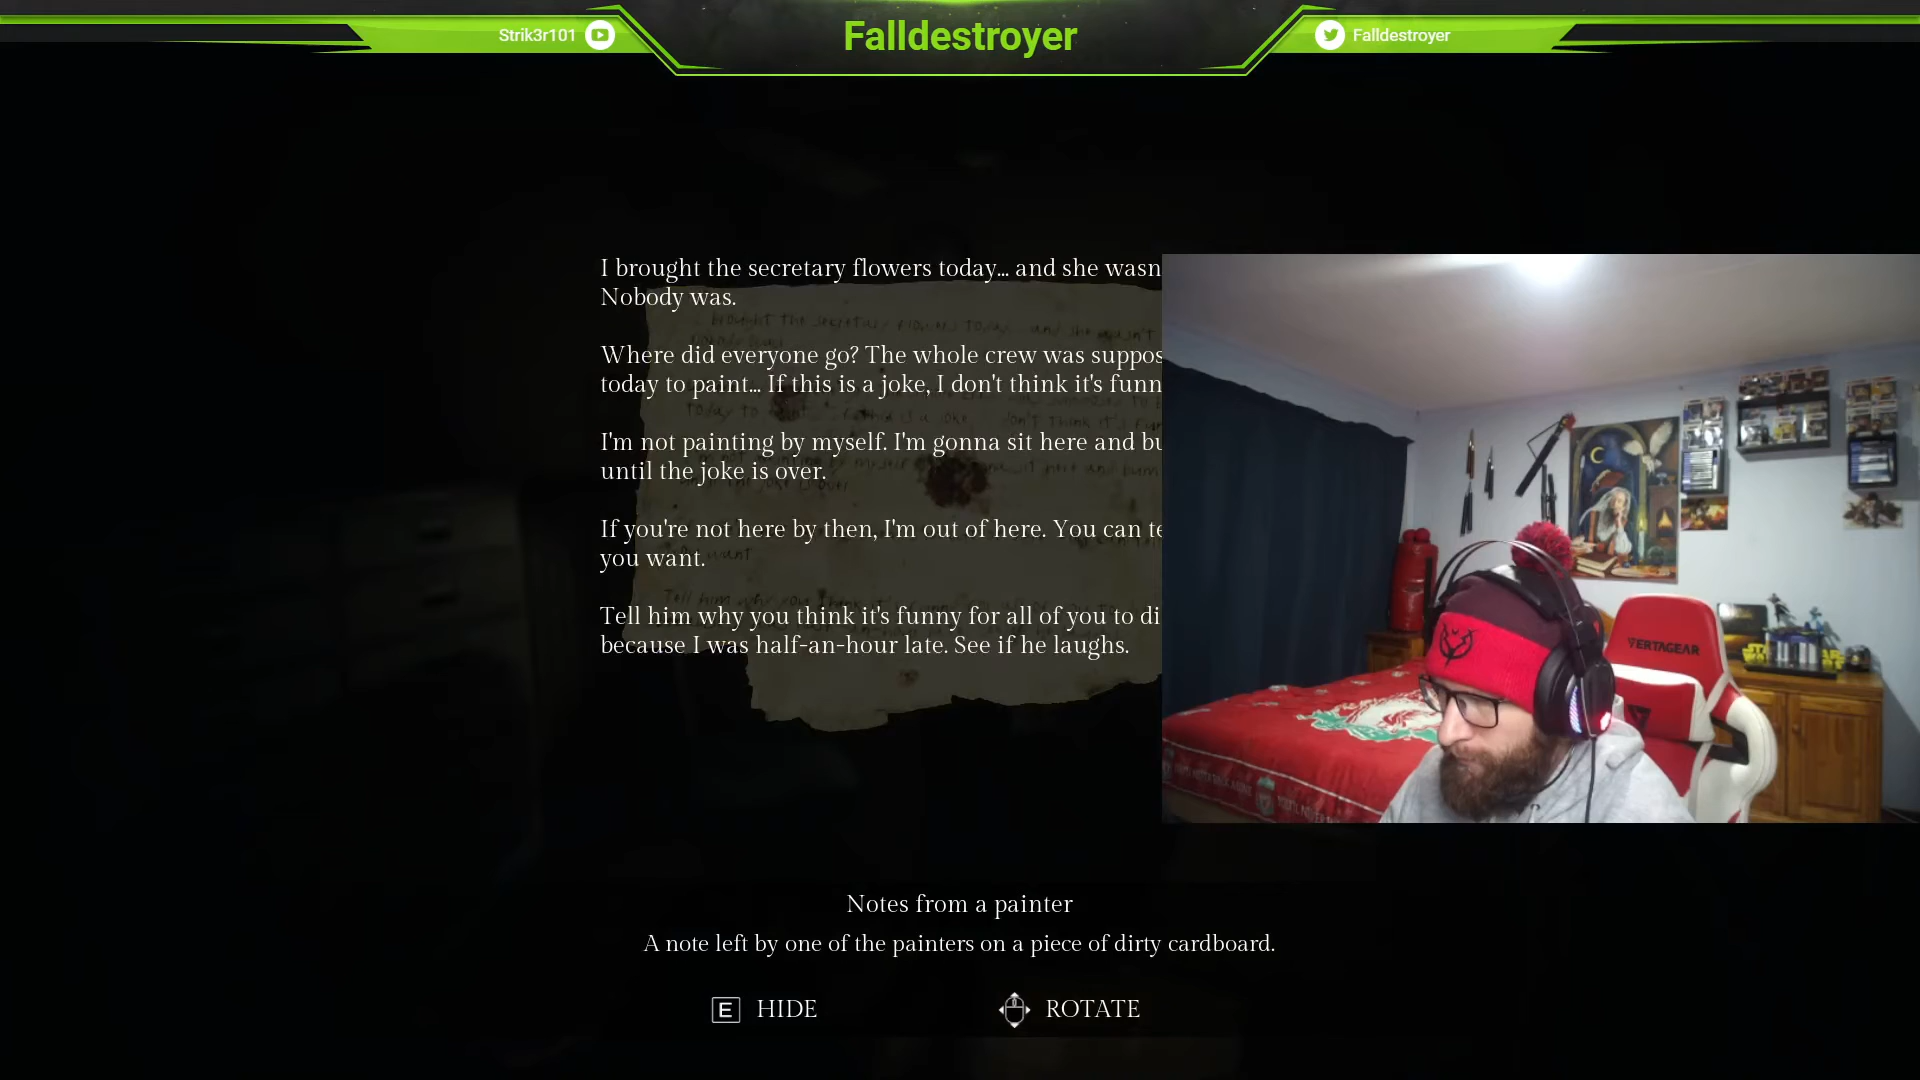 Strik3r101
Falldestroyer
Falldestroyer
I brought the secretary flowers today... and she wasn
Nobody was.
Where did everyone go? The whole crew was suppos
today to paint... If this is a joke, I don't think it's funn
I'm not painting by myself. I'm gonna sit here and bu
until the joke is over.
If you're not here by then, I'm out of here. You can te
you want.
Tell him why you think it's funny for all of you to di
because I was half-an-hour late. See if he laughs.
VERTAGEAR
STAR
WARS
Notes from a painter
A note left by one of the painters on a piece of dirty cardboard.
E HIDE
ROTATE